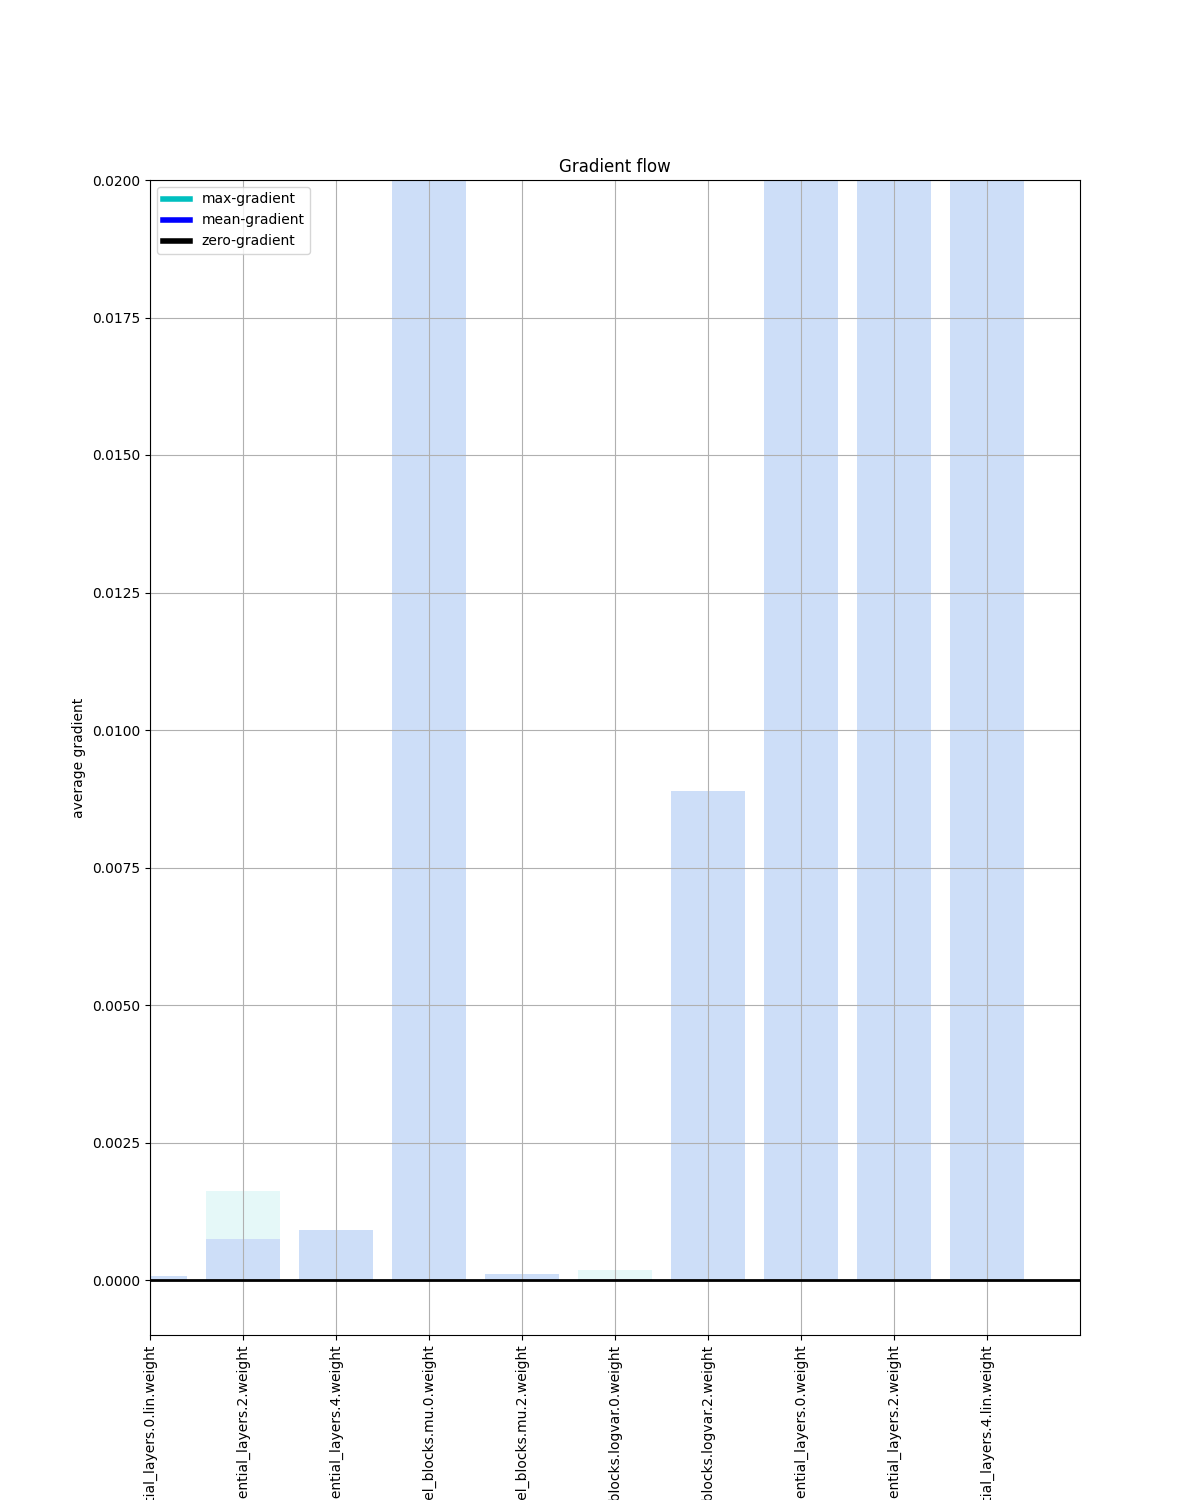 Gradient flow
max-gradient
mean-gradient
zero-gradient
average gradient
0.0200
0.0175
0.0150
0.0125
0.0100
0.0075
0.0050
0.0025
0.0000
tial_layers.0.lin.weight
ential_layers.2.weight
ential_layers.4.weight
el_blocks.mu.0.weight
el_blocks.mu.2.weight
blocks.logvar.0.weight
blocks.logvar.2.weight
ential_layers.0.weight
ential_layers.2.weight
tial_layers.4.lin.weight